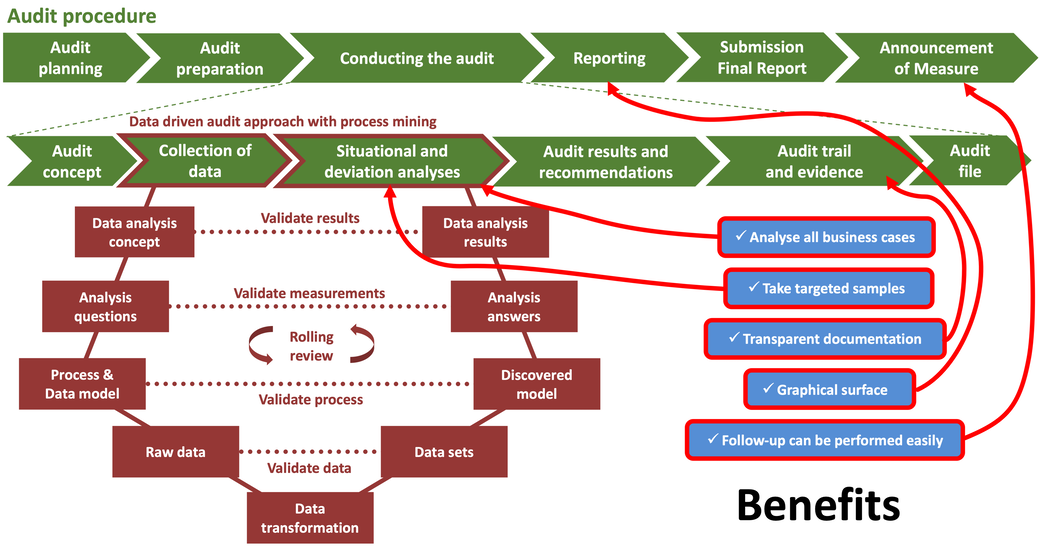 Audit procedure
Audit
planning
Audit
preparation
Conducting the audit
Reporting
Submission
Final Report
Announcement
of Measure
Data driven audit approach with process mining
Audit
concept
Collection of
data
Situational and
deviation analyses
Audit results and
recommendations
Audit trail
and evidence
Audit
file
Data analysis
concept
Validate results
Data analysis
results
✓ Analyse all business cases
Analysis
questions
Validate measurements
Analysis
answers
✓ Take targeted samples
Rolling
review
✓ Transparent documentation
Process &
Data model
Validate process
Discovered
model
✓ Graphical surface
Raw data
Validate data
Data sets
✓ Follow-up can be performed easily
Data
transformation
Benefits